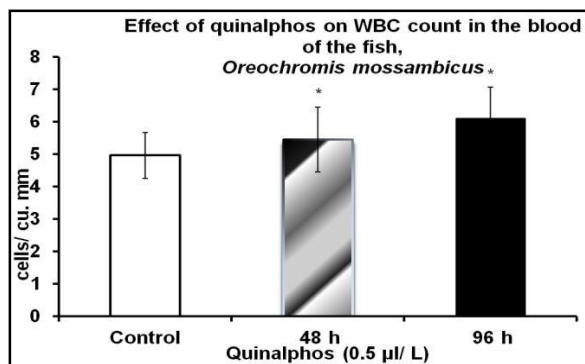 Effect of quinalphos on WBC count in the blood
of the fish,
Oreochromis mossambicus
*
*
8
7
6
5
4
3
2
1
0
cells/ cu. mm
Control 48 h 96 h
Quinalphos (0.5 µl/ L)